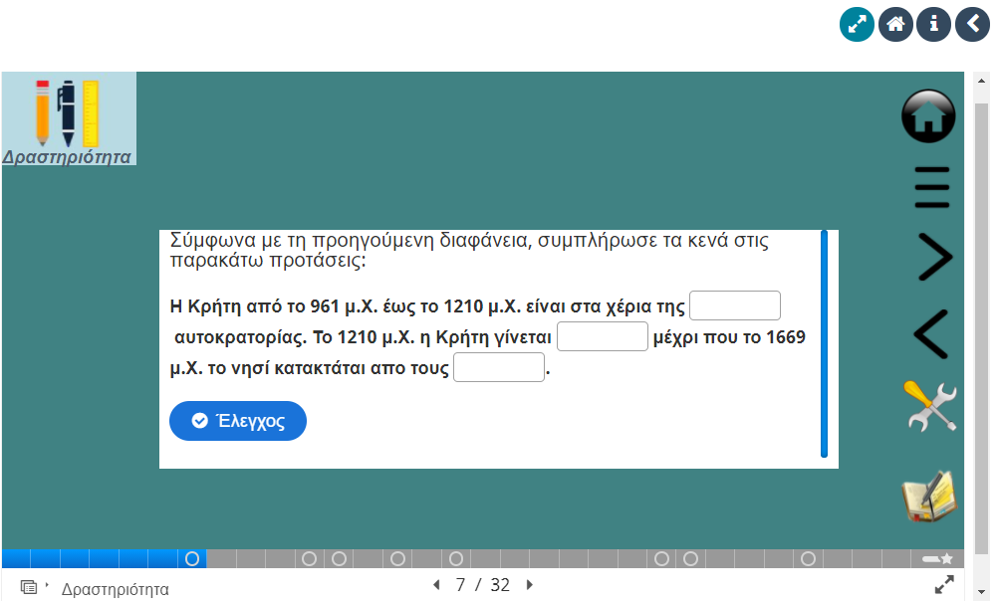 Δραστηριότητα
Σύμφωνα με τη προηγούμενη διαφάνεια, συμπλήρωσε τα κενά στις
παρακάτω προτάσεις:
Η Κρήτη από το 961 μ.Χ. έως το 1210 μ.Χ. είναι στα χέρια της
αυτοκρατορίας. Το 1210 μ.Χ. η Κρήτη γίνεται μέχρι που το 1669
μ.Χ. το νησί κατακτάται απο τους .
Έλεγχος
Δραστηριότητα
7 / 32